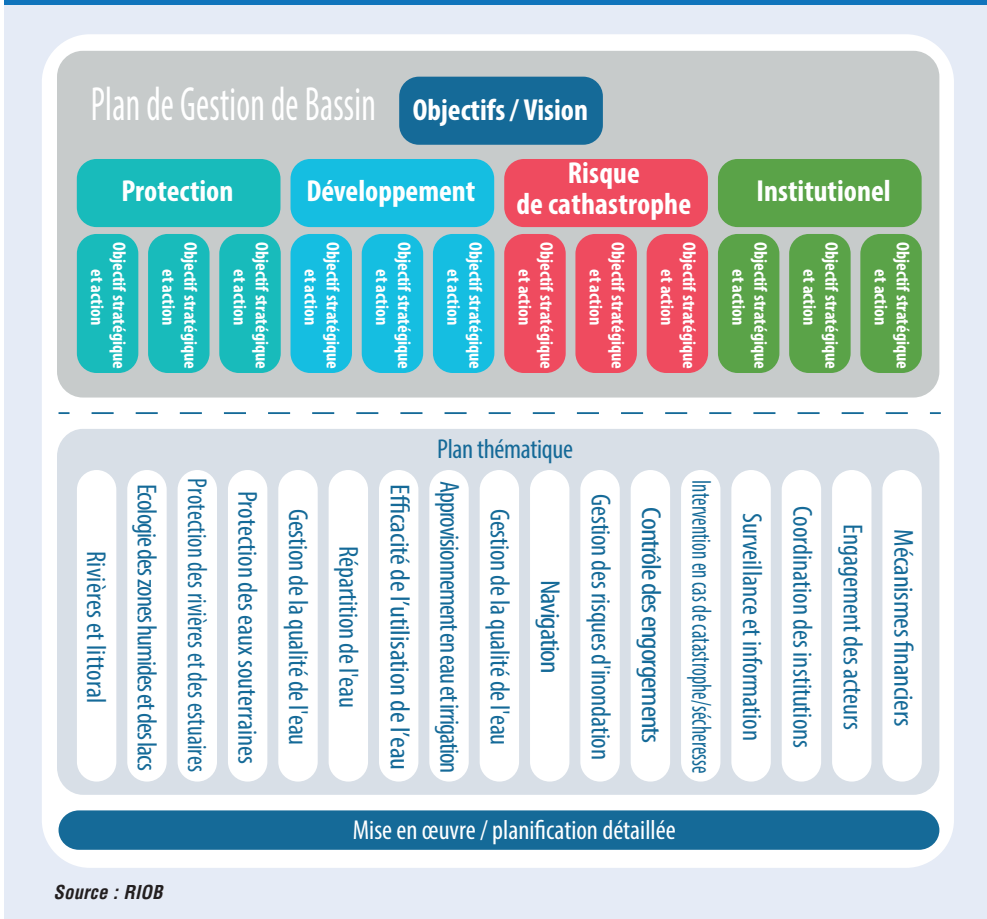 Plan de Gestion de Bassin
Objectifs / Vision
Protection
Développement
Risque
de cathastrophe
Institutionel
Objectif stratégique
et action
Objectif stratégique
et action
Objectif stratégique
et action
Objectif stratégique
et action
Objectif stratégique
et action
Objectif stratégique
et action
Objectif stratégique
et action
Objectif stratégique
et action
Objectif stratégique
et action
Objectif stratégique
et action
Objectif stratégique
et action
Objectif stratégique
et action
Plan thématique
Rivières et littoral
Ecologie des zones humides et des lacs
Protection des rivières et des estuaires
Protection des eaux souterraines
Gestion de la qualité de l'eau
Répartition de l'eau
Efficacité de l'utilisation de l'eau
Approvisionnement en eau et irrigation
Gestion de la qualité de l'eau
Navigation
Gestion des risques d'inondation
Contrôle des engorgements
Intervention en cas de catastrophe/sécheresse
Surveillance et information
Coordination des institutions
Engagement des acteurs
Mécanismes financiers
Mise en œuvre / planification détaillée
Source : RIOB